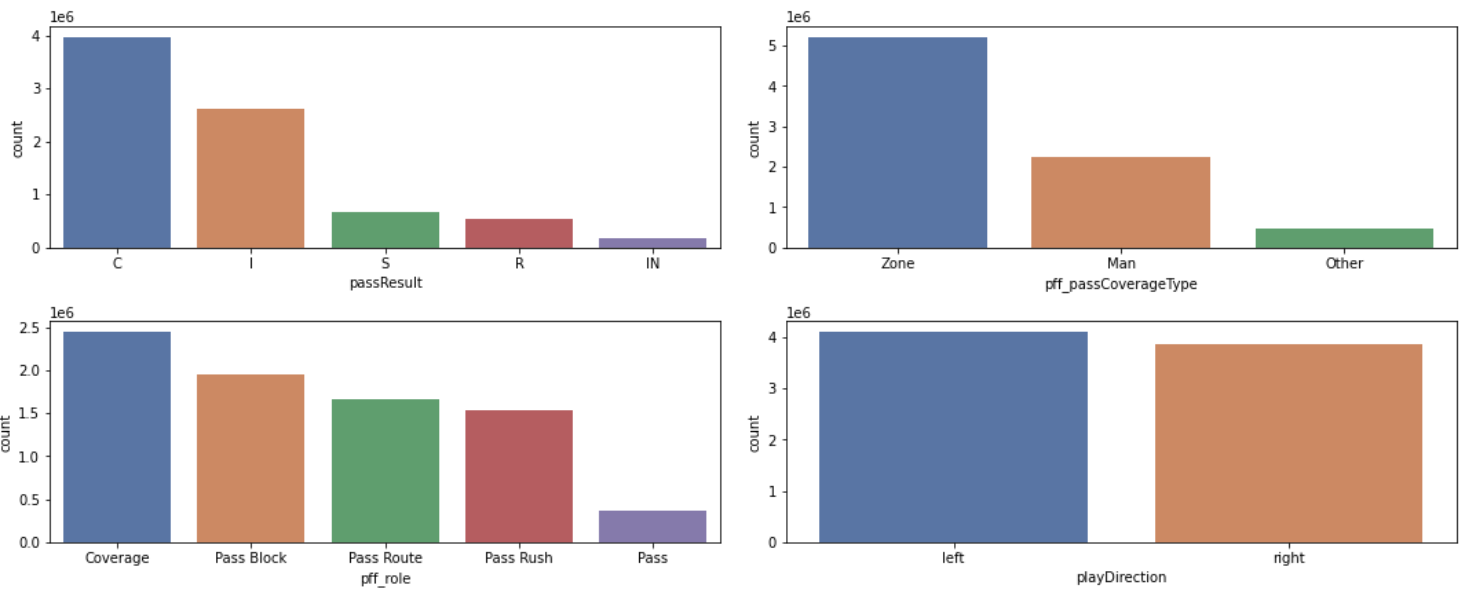 1e6
4
3
2
1
0
count
C I S R IN
passResult
1e6
5
4
3
2
1
0
count
Zone Man Other
pff_passCoverageType
1e6
2.5
2.0
1.5
1.0
0.5
0.0
count
Coverage Pass Block Pass Route Pass Rush Pass
pff_role
1e6
4
3
2
1
0
count
left right
playDirection